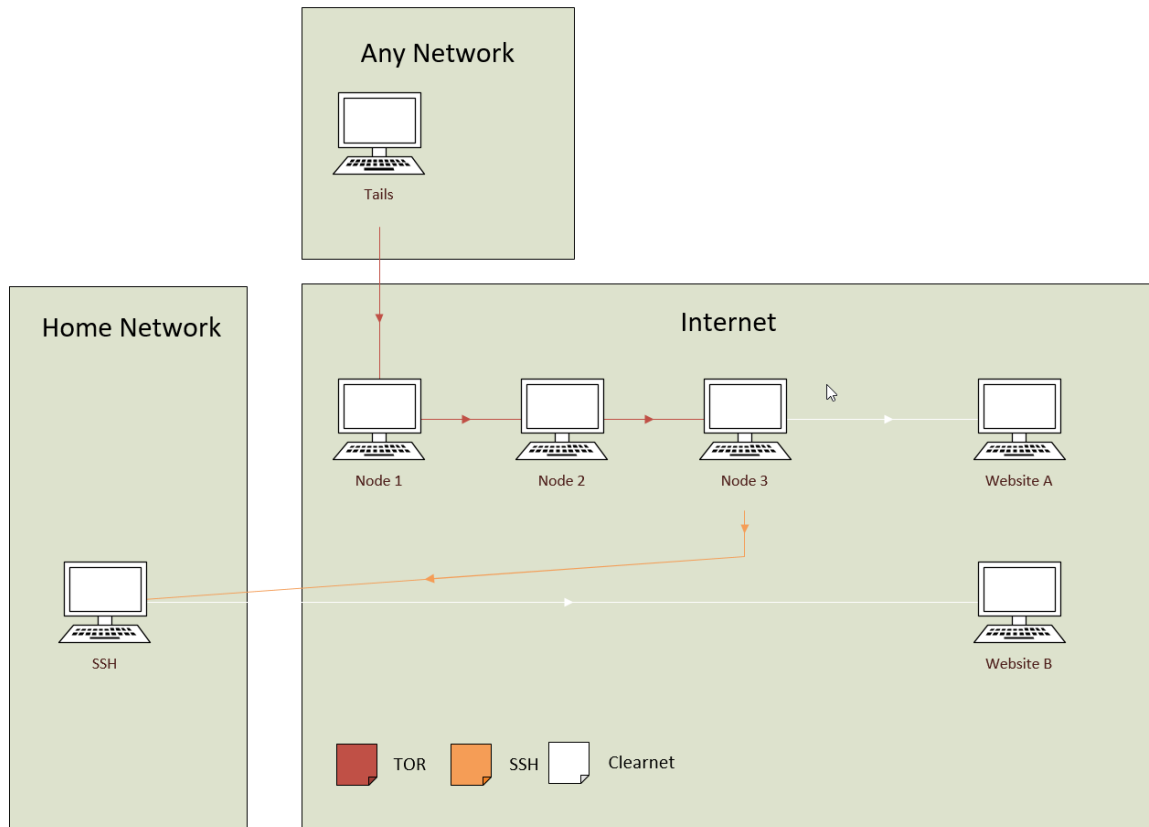 Any Network
Tails
Home Network
Internet
Node 1
Node 2
Node 3
Website A
SSH
Website B
TOR
SSH
Clearnet